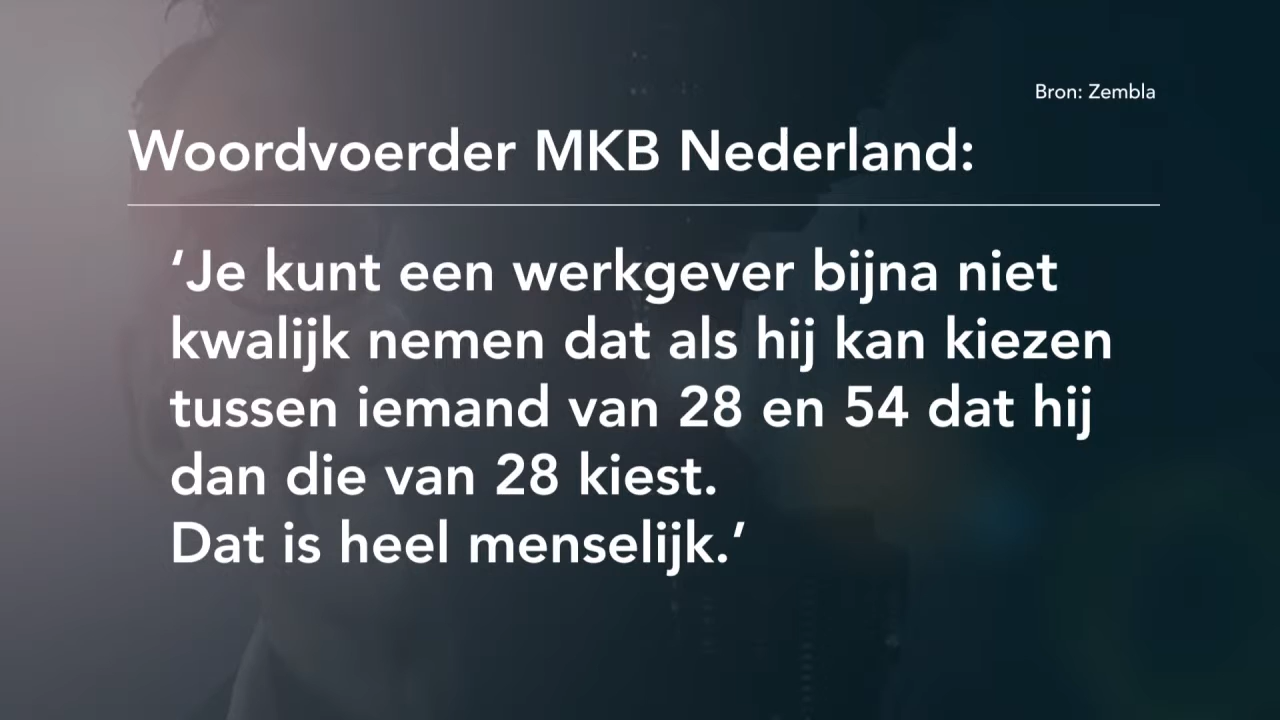 Bron: Zembla
Woordvoerder MKB Nederland:
‘Je kunt een werkgever bijna niet
kwalijk nemen dat als hij kan kiezen
tussen iemand van 28 en 54 dat hij
dan die van 28 kiest.
Dat is heel menselijk.’